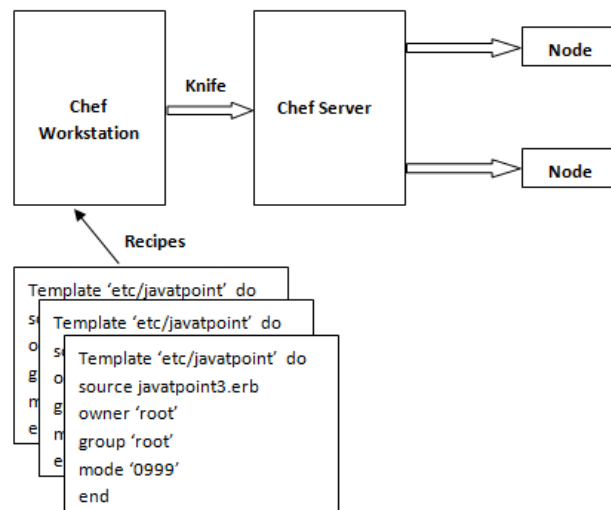 Chef
Workstation
Knife
Chef Server
Node
Node
Recipes
Template ‘etc/javatpoint’ do
Template ‘etc/javatpoint’ do
Template ‘etc/javatpoint’ do
source javatpoint3.erb
owner ‘root’
group ‘root’
mode ‘0999’
end